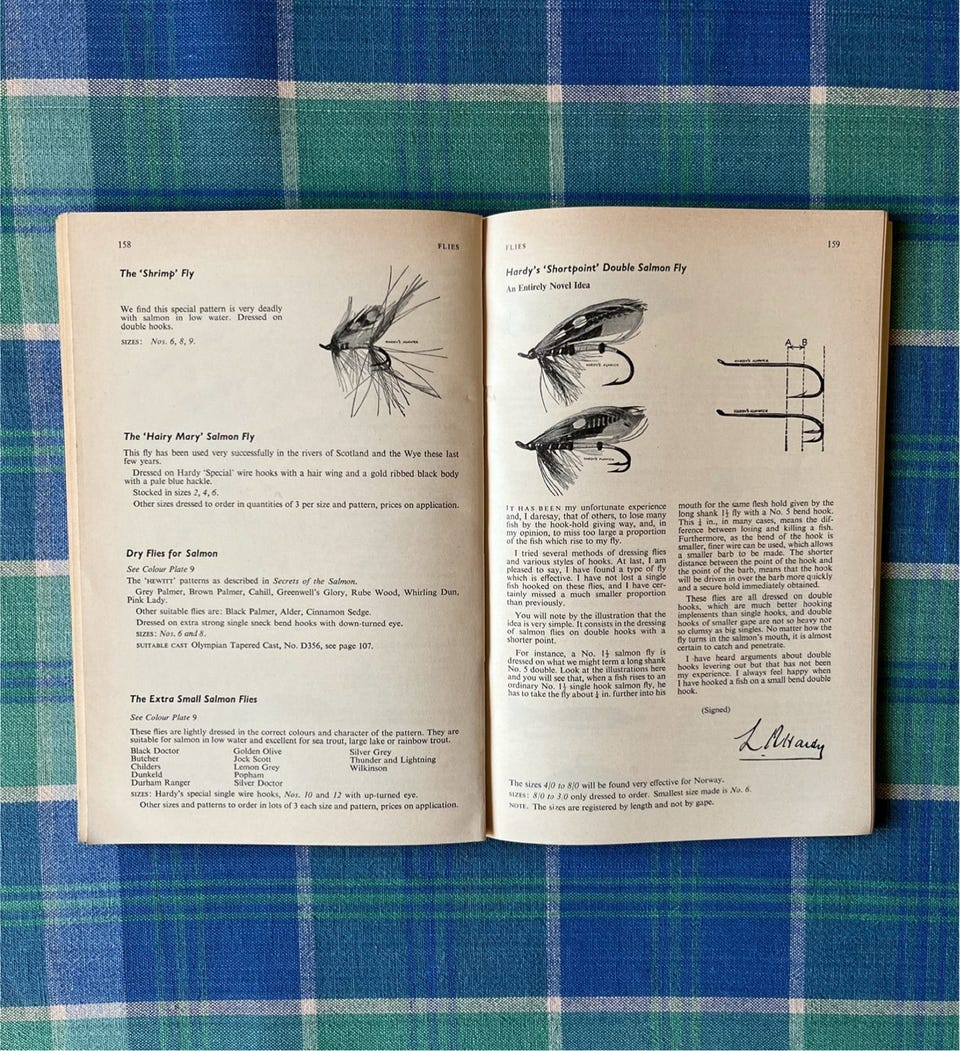 158
FLIES
The 'Shrimp' Fly
We find this special pattern is very deadly
with salmon in low water. Dressed on
double hooks.
SIZES: Nos. 6, 8, 9.
HARDY'S ALNWICK
The 'Hairy Mary' Salmon Fly
This fly has been used very successfully in the rivers of Scotland and the Wye these last
few years.
Dressed on Hardy 'Special' wire hooks with a hair wing and a gold ribbed black body
with a pale blue hackle.
Stocked in sizes 2, 4, 6.
Other sizes dressed to order in quantities of 3 per size and pattern, prices on application.
Dry Flies for Salmon
See Colour Plate 9
The 'HEWITT' patterns as described in Secrets of the Salmon.
Grey Palmer, Brown Palmer, Cahill, Greenwell's Glory, Rube Wood, Whirling Dun,
Pink Lady.
Other suitable flies are: Black Palmer, Alder, Cinnamon Sedge.
Dressed on extra strong single sneck bend hooks with down-turned eye.
SIZES: Nos. 6 and 8.
SUITABLE CAST Olympian Tapered Cast, No. D356, see page 107.
The Extra Small Salmon Flies
See Colour Plate 9
These flies are lightly dressed in the correct colours and character of the pattern. They are
suitable for salmon in low water and excellent for sea trout, large lake or rainbow trout.
Black Doctor
Butcher
Childers
Dunkeld
Durham Ranger
Golden Olive
Jock Scott
Lemon Grey
Popham
Silver Doctor
Silver Grey
Thunder and Lightning
Wilkinson
SIZES: Hardy's special single wire hooks, Nos. 10 and 12 with up-turned eye.
Other sizes and patterns to order in lots of 3 each size and pattern, prices on application.
FLIES
159
Hardy's 'Shortpoint' Double Salmon Fly
An Entirely Novel Idea
HARDY'S ALNWICK
HARDY'S ALNWICK
A B
HARDY'S ALNWICK
HARDY'S ALNWICK
IT HAS BEEN my unfortunate experience
and, I daresay, that of others, to lose many
fish by the hook-hold giving way, and, in
my opinion, to miss too large a proportion
of the fish which rise to my fly.
I tried several methods of dressing flies
and various styles of hooks. At last, I am
pleased to say, I have found a type of fly
which is effective. I have not lost a single
fish hooked on these flies, and I have cer-
tainly missed a much smaller proportion
than previously.
You will note by the illustration that the
idea is very simple. It consists in the dressing
of salmon flies on double hooks with a
shorter point.
For instance, a No. 1½ salmon fly is
dressed on what we might term a long shank
No. 5 double. Look at the illustrations here
and you will see, that when a fish rises to an
ordinary No. 1½ single hook salmon fly, he
has to take the fly about ¼ in. further into his
mouth for the same flesh hold given by the
long shank 1½ fly with a No. 5 bend hook.
This ¼ in., in many cases, means the dif-
ference between losing and killing a fish.
Furthermore, as the bend of the hook is
smaller, finer wire can be used, which allows
a smaller barb to be made. The shorter
distance between the point of the hook and
the point of the barb, means that the hook
will be driven in over the barb more quickly
and a secure hold immediately obtained.
These flies are all dressed on double
hooks, which are much better hooking
implements than single hooks, and double
hooks of smaller gape are not so heavy nor
so clumsy as big singles. No matter how the
fly turns in the salmon's mouth, it is almost
certain to catch and penetrate.
I have heard arguments about double
hooks levering out but that has not been
my experience. I always feel happy when
I have hooked a fish on a small bend double
hook.
(Signed)
L R Hardy
The sizes 4/0 to 8/0 will be found very effective for Norway.
SIZES: 8/0 to 3/0 only dressed to order. Smallest size made is No. 6.
NOTE. The sizes are registered by length and not by gape.